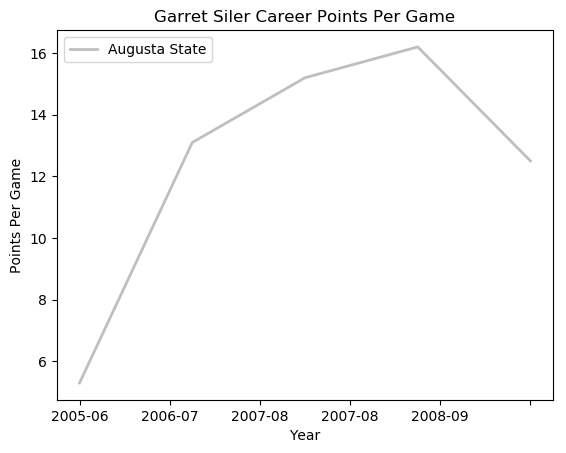 Garret Siler Career Points Per Game
Augusta State
Points Per Game
16
14
12
10
8
6
2005-06 2006-07 2007-08 2007-08 2008-09
Year